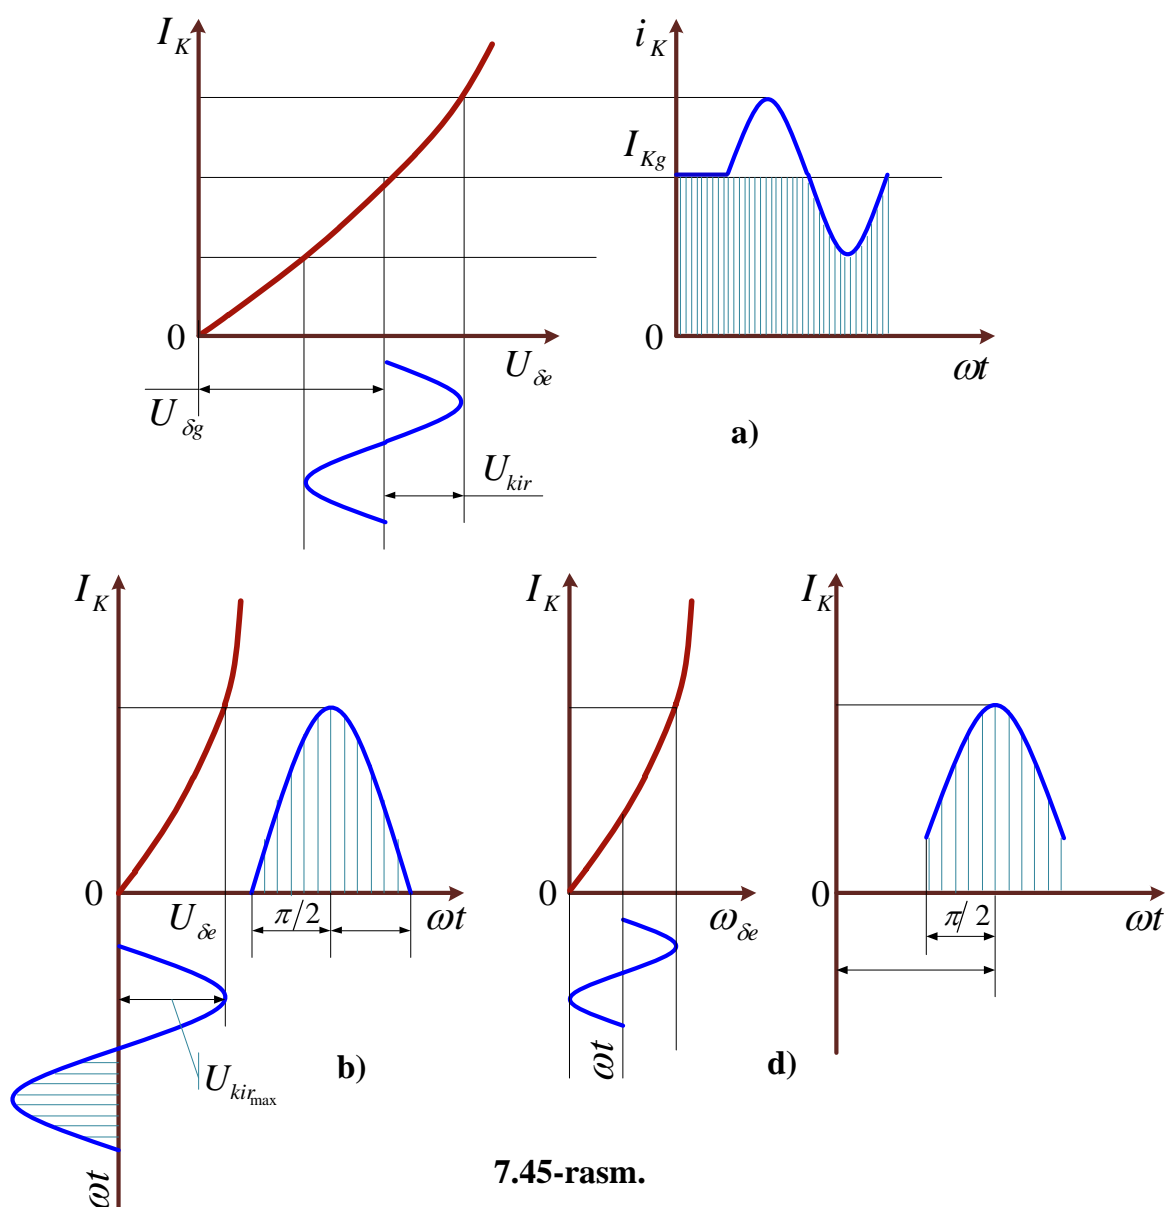 I_K
i_K
I_Kg
0
0
U_δe
ωt
U_δg
a)
U_kir
I_K
I_K
I_K
0
0
0
U_δe
π/2
ωt
ω_δe
π/2
ωt
ωt
b)
d)
U_kir_max
ωt
7.45-rasm.